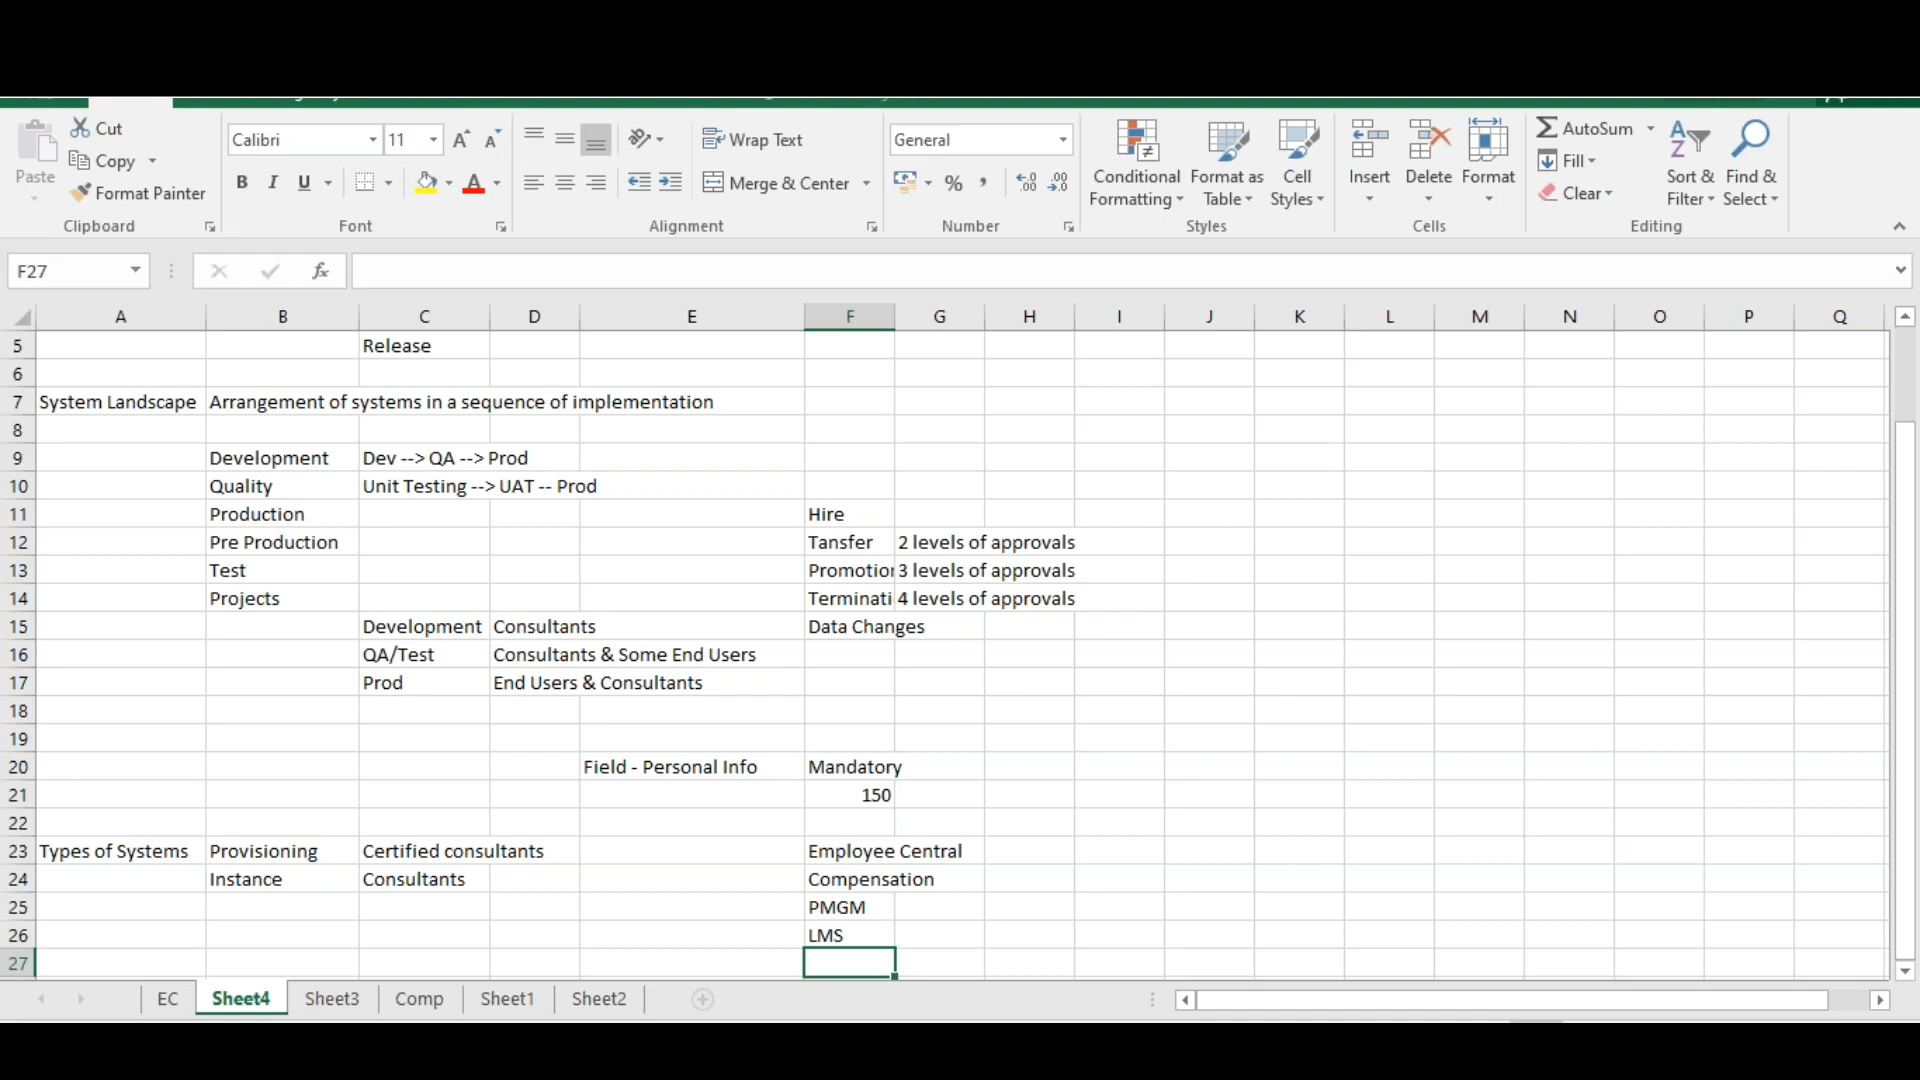 Cut
Copy
Paste
Format Painter
Clipboard
Calibri 11
B I U
Font
Wrap Text
Merge & Center
Alignment
General
Number
Conditional Formatting
Format as Table
Cell Styles
Styles
Insert
Delete
Format
Cells
AutoSum
Fill
Clear
Sort & Filter
Find & Select
Editing
F27
fx
A B C D E F G H I J K L M N O P Q
5 Release
6
7 System Landscape Arrangement of systems in a sequence of implementation
8
9 Development Dev --> QA --> Prod
10 Quality Unit Testing --> UAT -- Prod
11 Production Hire
12 Pre Production Tansfer 2 levels of approvals
13 Test Promotion 3 levels of approvals
14 Projects Terminati 4 levels of approvals
15 Development Consultants Data Changes
16 QA/Test Consultants & Some End Users
17 Prod End Users & Consultants
18
19
20 Field - Personal Info Mandatory
21 150
22
23 Types of Systems Provisioning Certified consultants Employee Central
24 Instance Consultants Compensation
25 PMGM
26 LMS
27
EC Sheet4 Sheet3 Comp Sheet1 Sheet2